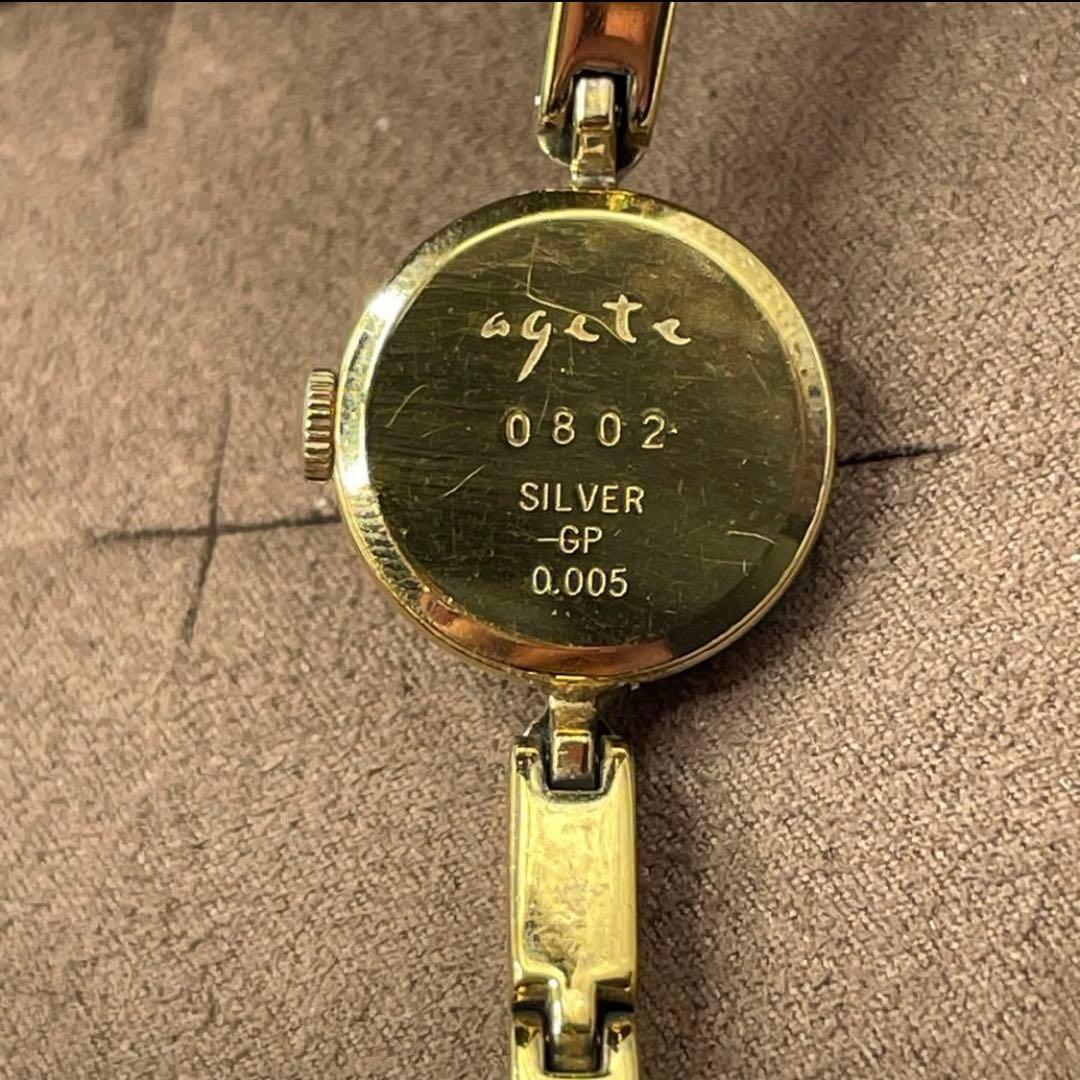 agete
0802
SILVER
-GP
0.005